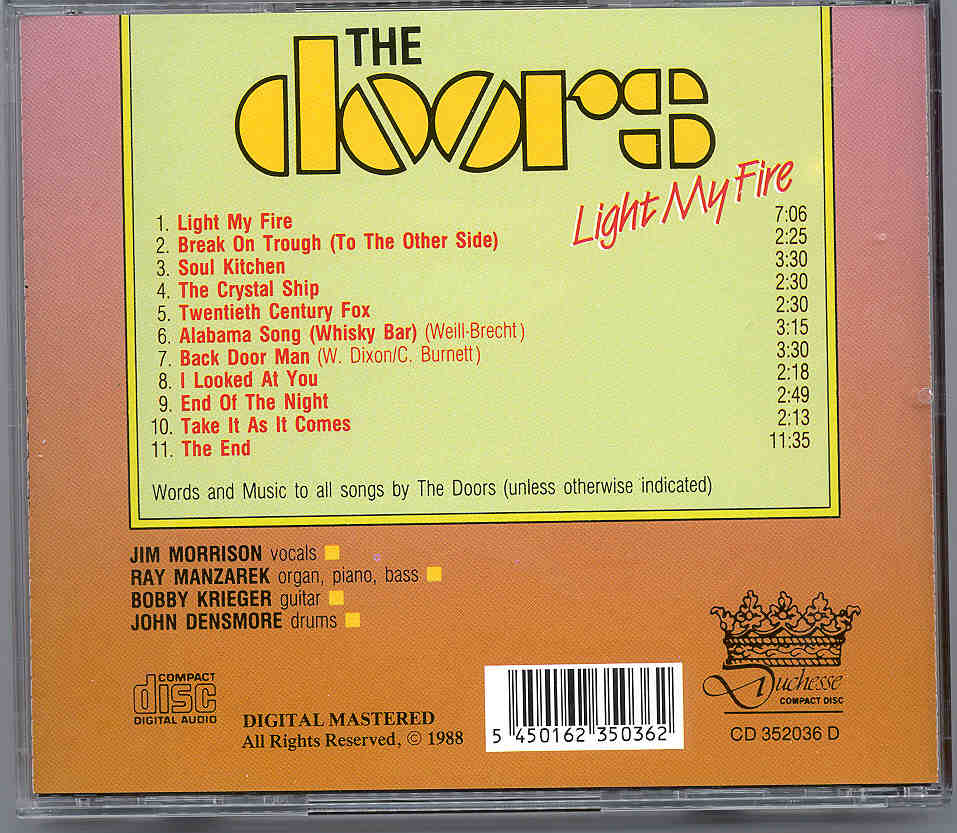 THE
doors
Light My Fire
1. Light My Fire 7:06
2. Break On Trough (To The Other Side) 2:25
3. Soul Kitchen 3:30
4. The Crystal Ship 2:30
5. Twentieth Century Fox 2:30
6. Alabama Song (Whisky Bar) (Weill-Brecht) 3:15
7. Back Door Man (W. Dixon/C. Burnett) 3:30
8. I Looked At You 2:18
9. End Of The Night 2:49
10. Take It As It Comes 2:13
11. The End 11:35
Words and Music to all songs by The Doors (unless otherwise indicated)
JIM MORRISON vocals
RAY MANZAREK organ, piano, bass
BOBBY KRIEGER guitar
JOHN DENSMORE drums
COMPACT
disc
DIGITAL AUDIO
DIGITAL MASTERED
All Rights Reserved, © 1988
5 450162 350362
Duchesse
COMPACT DISC
CD 352036 D